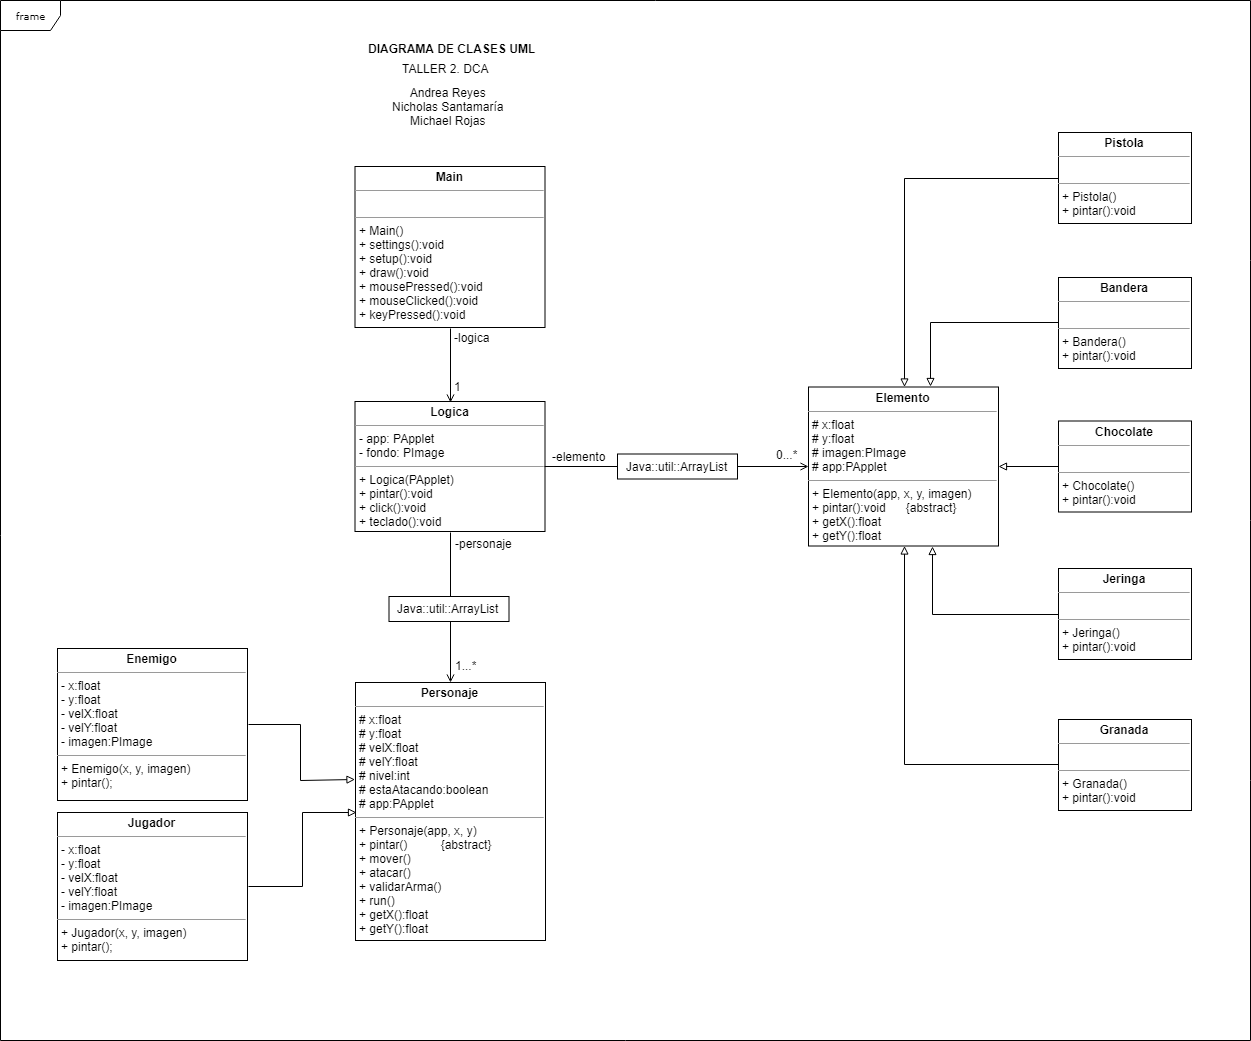 frame
DIAGRAMA DE CLASES UML
TALLER 2. DCA
Andrea Reyes
Nicholas Santamaría
Michael Rojas
Main
+ Main()
+ settings():void
+ setup():void
+ draw():void
+ mousePressed():void
+ mouseClicked():void
+ keyPressed():void
-logica
1
Logica
- app: PApplet
- fondo: PImage
+ Logica(PApplet)
+ pintar():void
+ click():void
+ teclado():void
-elemento
Java::util::ArrayList
0...*
-personaje
Java::util::ArrayList
1...*
Elemento
# x:float
# y:float
# imagen:PImage
# app:PApplet
+ Elemento(app, x, y, imagen)
+ pintar():void {abstract}
+ getX():float
+ getY():float
Pistola
+ Pistola()
+ pintar():void
Bandera
+ Bandera()
+ pintar():void
Chocolate
+ Chocolate()
+ pintar():void
Jeringa
+ Jeringa()
+ pintar():void
Granada
+ Granada()
+ pintar():void
Enemigo
- x:float
- y:float
- velX:float
- velY:float
- imagen:PImage
+ Enemigo(x, y, imagen)
+ pintar();
Jugador
- x:float
- y:float
- velX:float
- velY:float
- imagen:PImage
+ Jugador(x, y, imagen)
+ pintar();
Personaje
# x:float
# y:float
# velX:float
# velY:float
# nivel:int
# estaAtacando:boolean
# app:PApplet
+ Personaje(app, x, y)
+ pintar() {abstract}
+ mover()
+ atacar()
+ validarArma()
+ run()
+ getX():float
+ getY():float